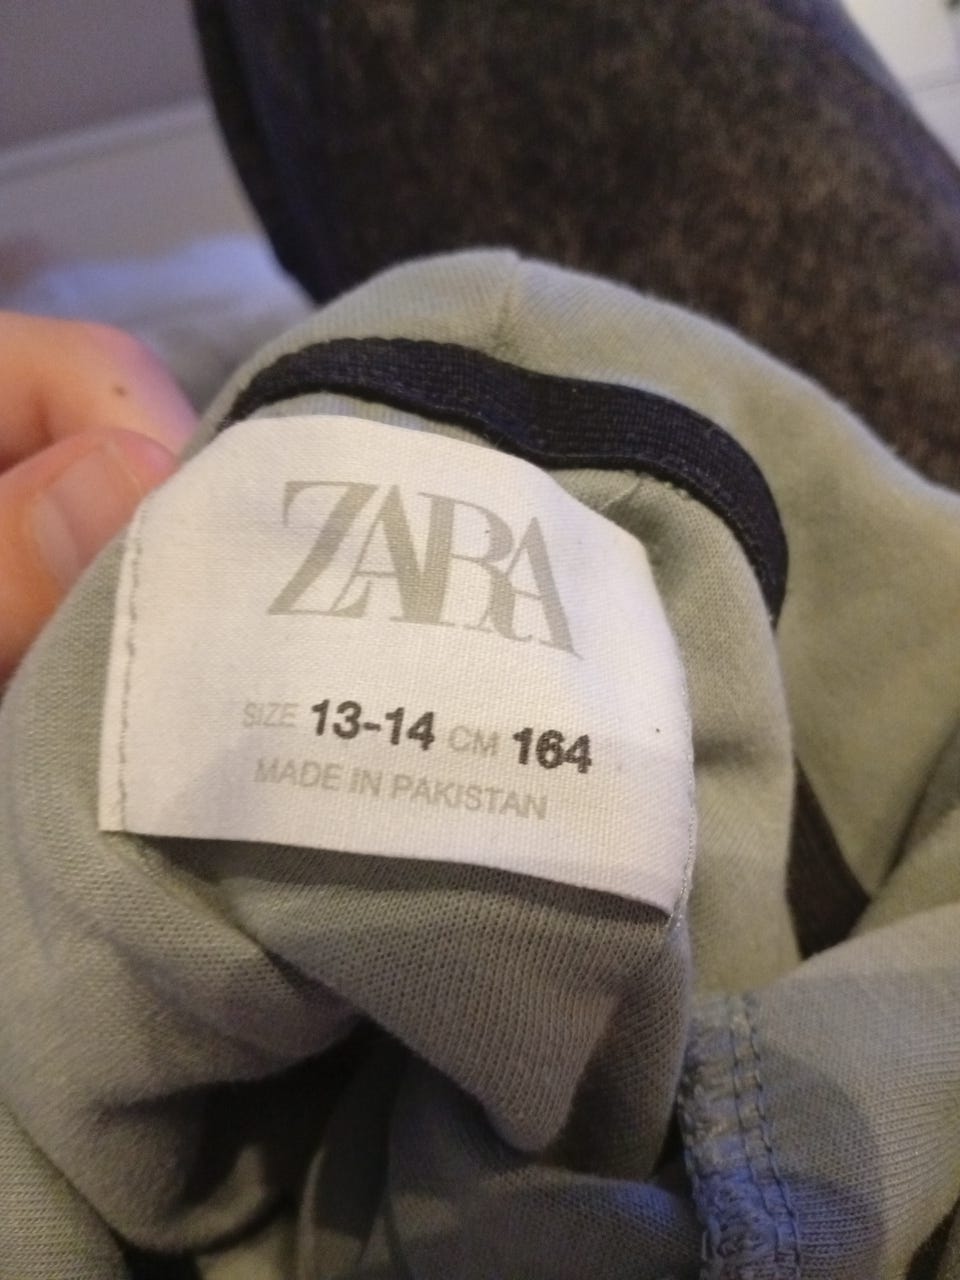 ZARA
SIZE 13-14 CM 164
MADE IN PAKISTAN